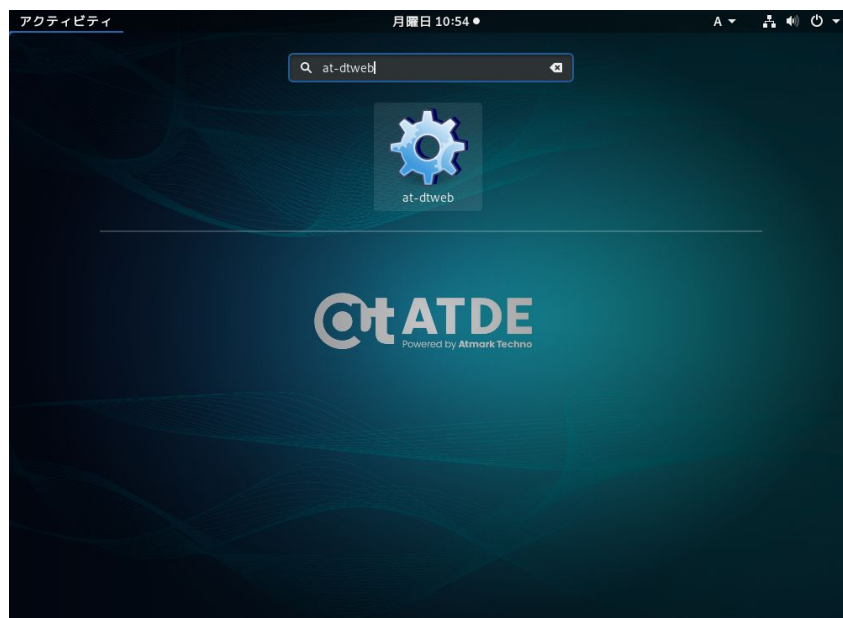 アクティビティ
月曜日 10:54
A
at-dtweb
at-dtweb
at ATDE
Powered by Atmark Techno